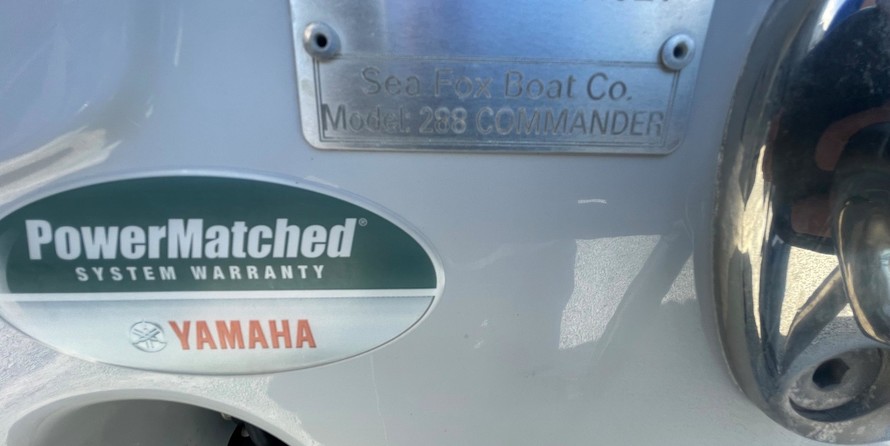 Sea Fox Boat Co.
Model: 288 COMMANDER
PowerMatched®
SYSTEM WARRANTY
YAMAHA